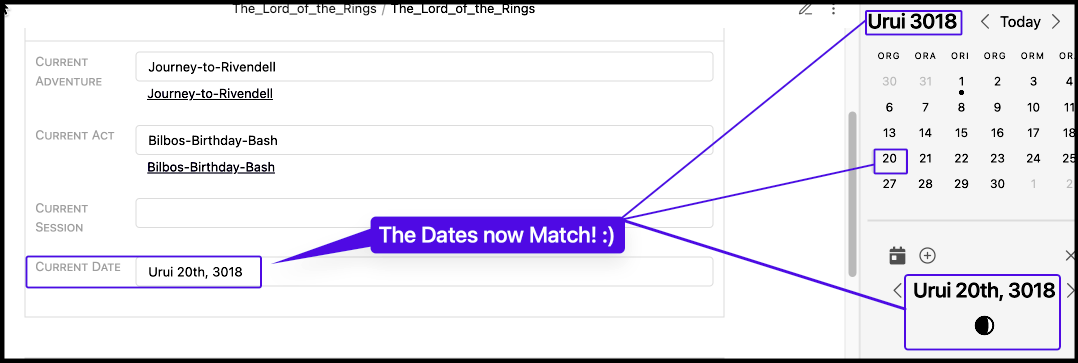 The_Lord_of_the_Rings / The_Lord_of_the_Rings
CURRENT
ADVENTURE
Journey-to-Rivendell
Journey-to-Rivendell
CURRENT ACT
Bilbos-Birthday-Bash
Bilbos-Birthday-Bash
CURRENT
SESSION
The Dates now Match! :)
CURRENT DATE
Urui 20th, 3018
Urui 3018
Today
ORG ORA ORI ORG ORM OR
30 31 1 2 3 4
6 7 8 9 10 11
13 14 15 16 17 18
20 21 22 23 24 25
27 28 29 30 1 2
Urui 20th, 3018